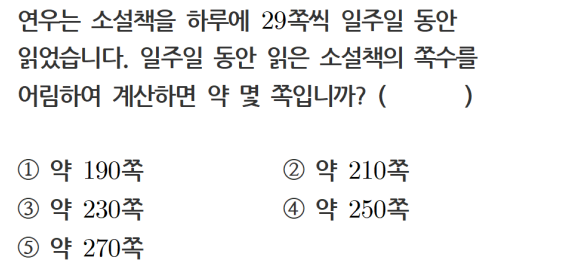 연우는 소설책을 하루에 29쪽씩 일주일 동안
읽었습니다. 일주일 동안 읽은 소설책의 쪽수를
어림하여 계산하면 약 몇 쪽입니까? (        )
① 약 190쪽 ② 약 210쪽
③ 약 230쪽 ④ 약 250쪽
⑤ 약 270쪽